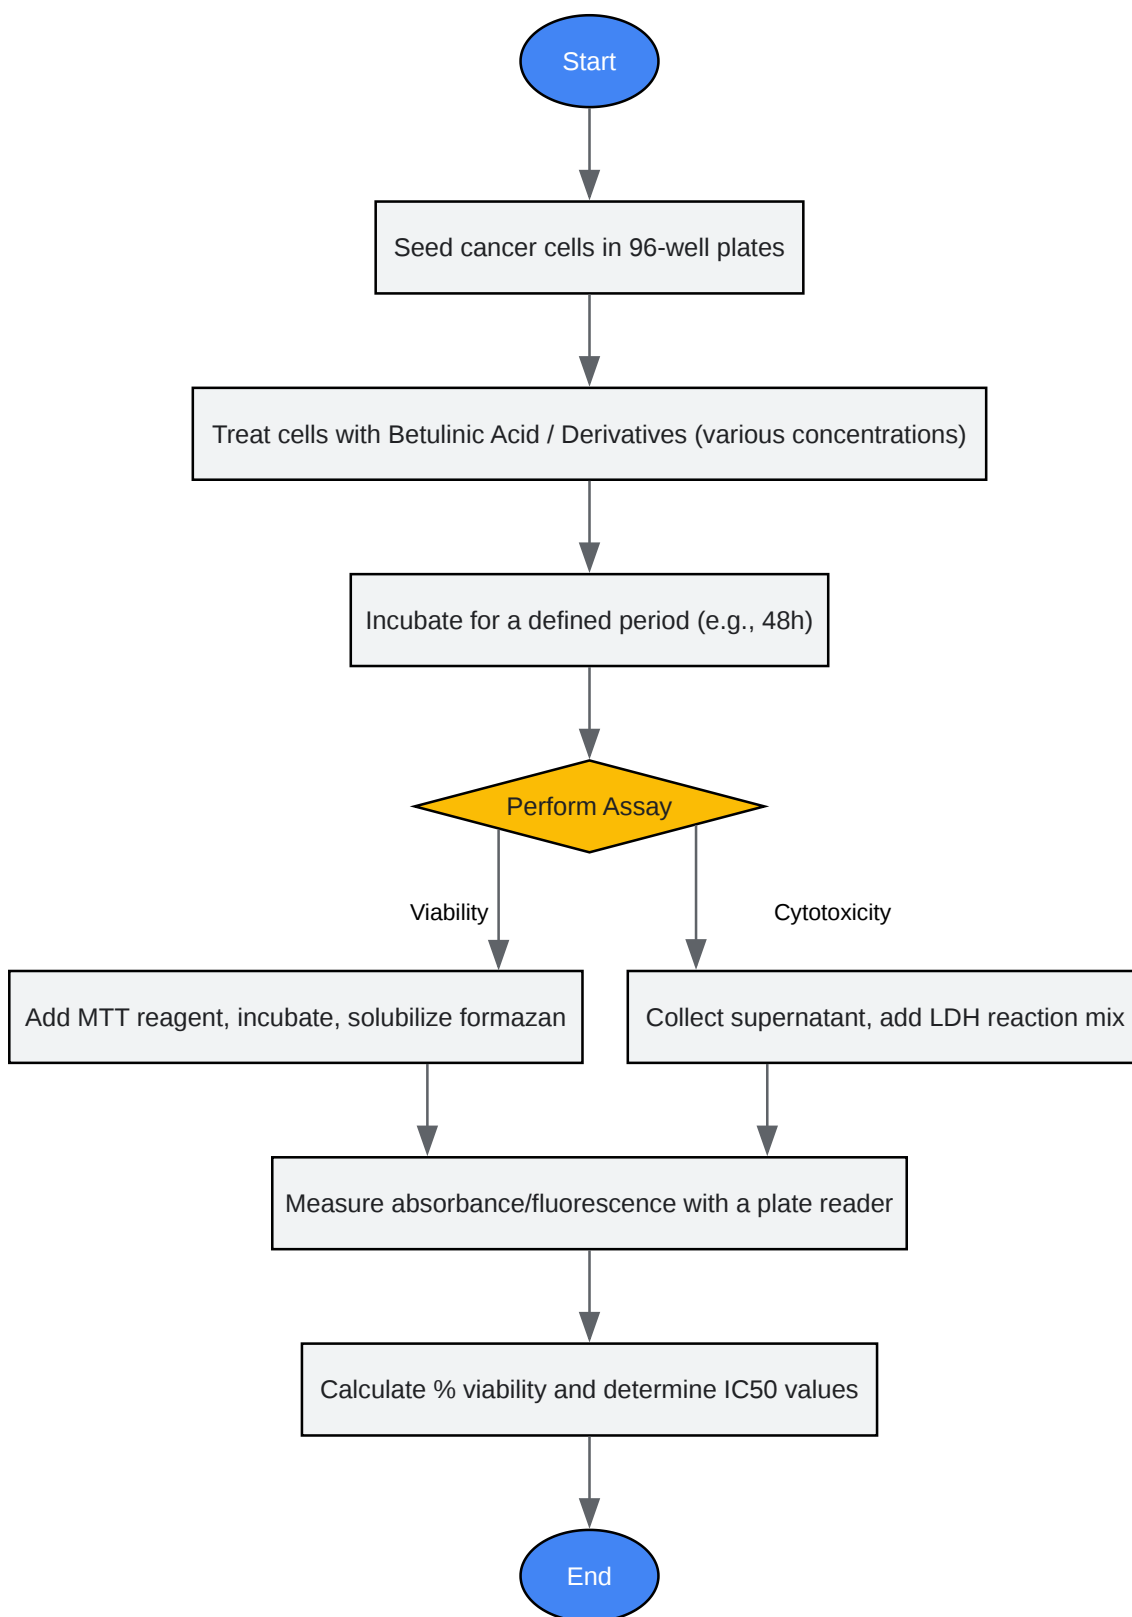 Start
Seed cancer cells in 96-well plates
Treat cells with Betulinic Acid / Derivatives (various concentrations)
Incubate for a defined period (e.g., 48h)
Perform Assay
Viability
Cytotoxicity
Add MTT reagent, incubate, solubilize formazan
Collect supernatant, add LDH reaction mix
Measure absorbance/fluorescence with a plate reader
Calculate % viability and determine IC50 values
End